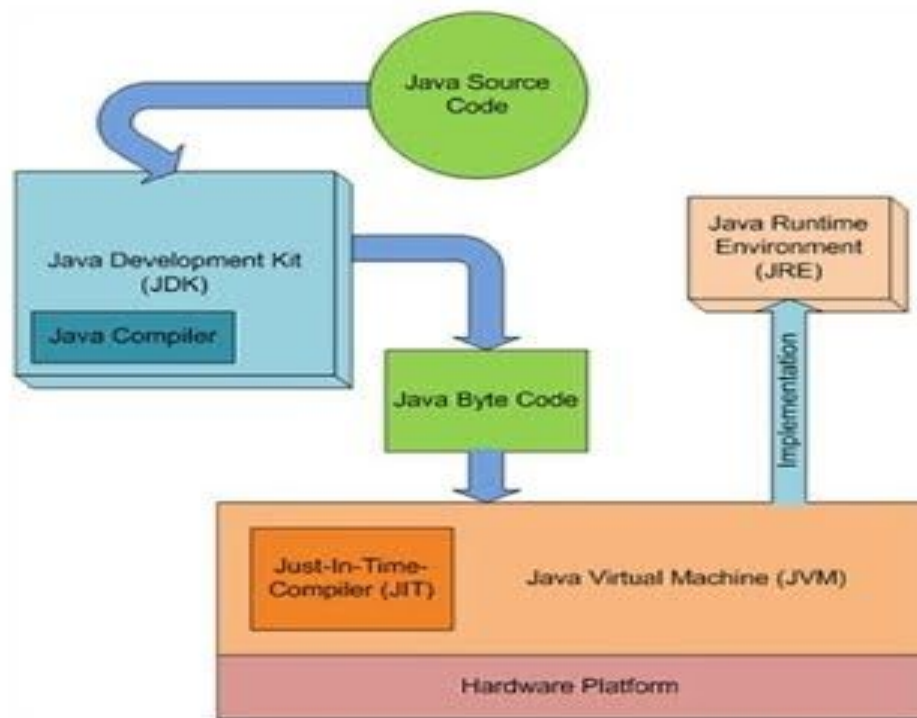 Java Source
Code
Java Development Kit
(JDK)
Java Compiler
Java Runtime
Environment
(JRE)
Java Byte Code
Implementation
Just-In-Time-
Compiler (JIT)
Java Virtual Machine (JVM)
Hardware Platform